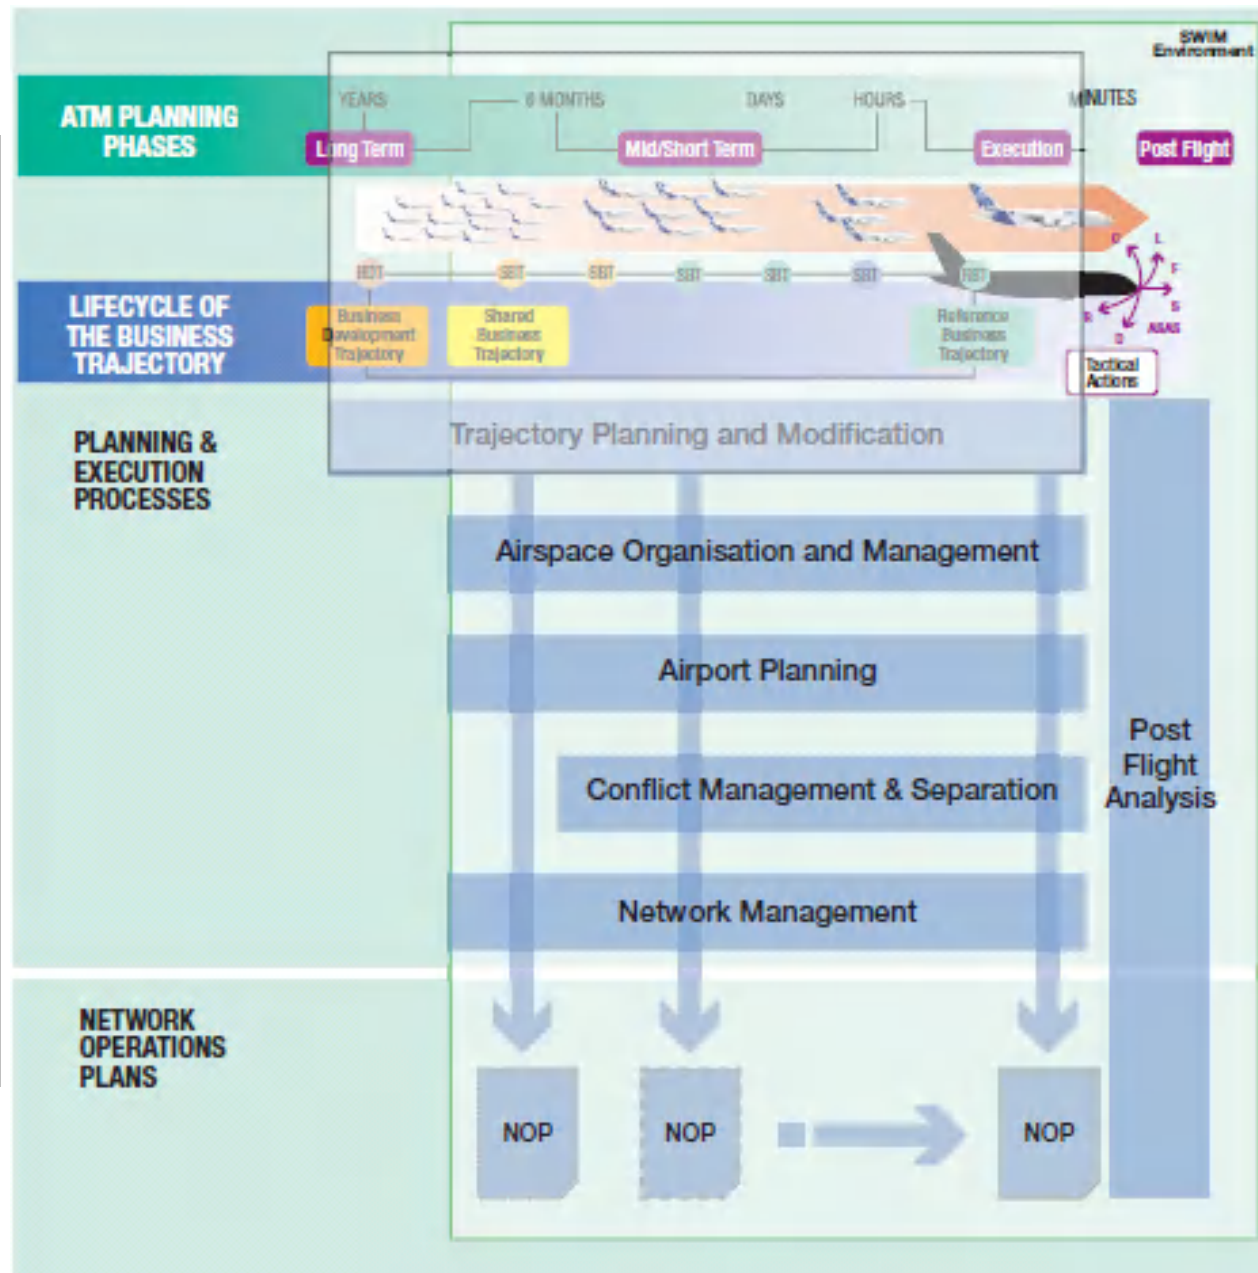 SWIM
Environment
ATM PLANNING
PHASES
YEARS
6 MONTHS
DAYS
HOURS
MINUTES
Long Term
Mid/Short Term
Execution
Post Flight
BDT
SBT
SBT
SBT
SBT
SBT
RBT
L
F
S
ASAS
D
R
LIFECYCLE OF
THE BUSINESS
TRAJECTORY
Business
Development
Trajectory
Shared
Business
Trajectory
Reference
Business
Trajectory
Tactical
Actions
PLANNING &
EXECUTION
PROCESSES
Trajectory Planning and Modification
Airspace Organisation and Management
Airport Planning
Conflict Management & Separation
Network Management
Post
Flight
Analysis
NETWORK
OPERATIONS
PLANS
NOP
NOP
NOP